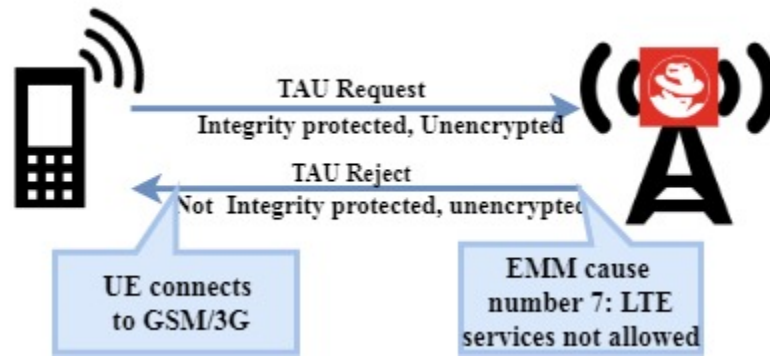 TAU Request
Integrity protected, Unencrypted
TAU Reject
Not Integrity protected, unencrypted
UE connects
to GSM/3G
EMM cause
number 7: LTE
services not allowed